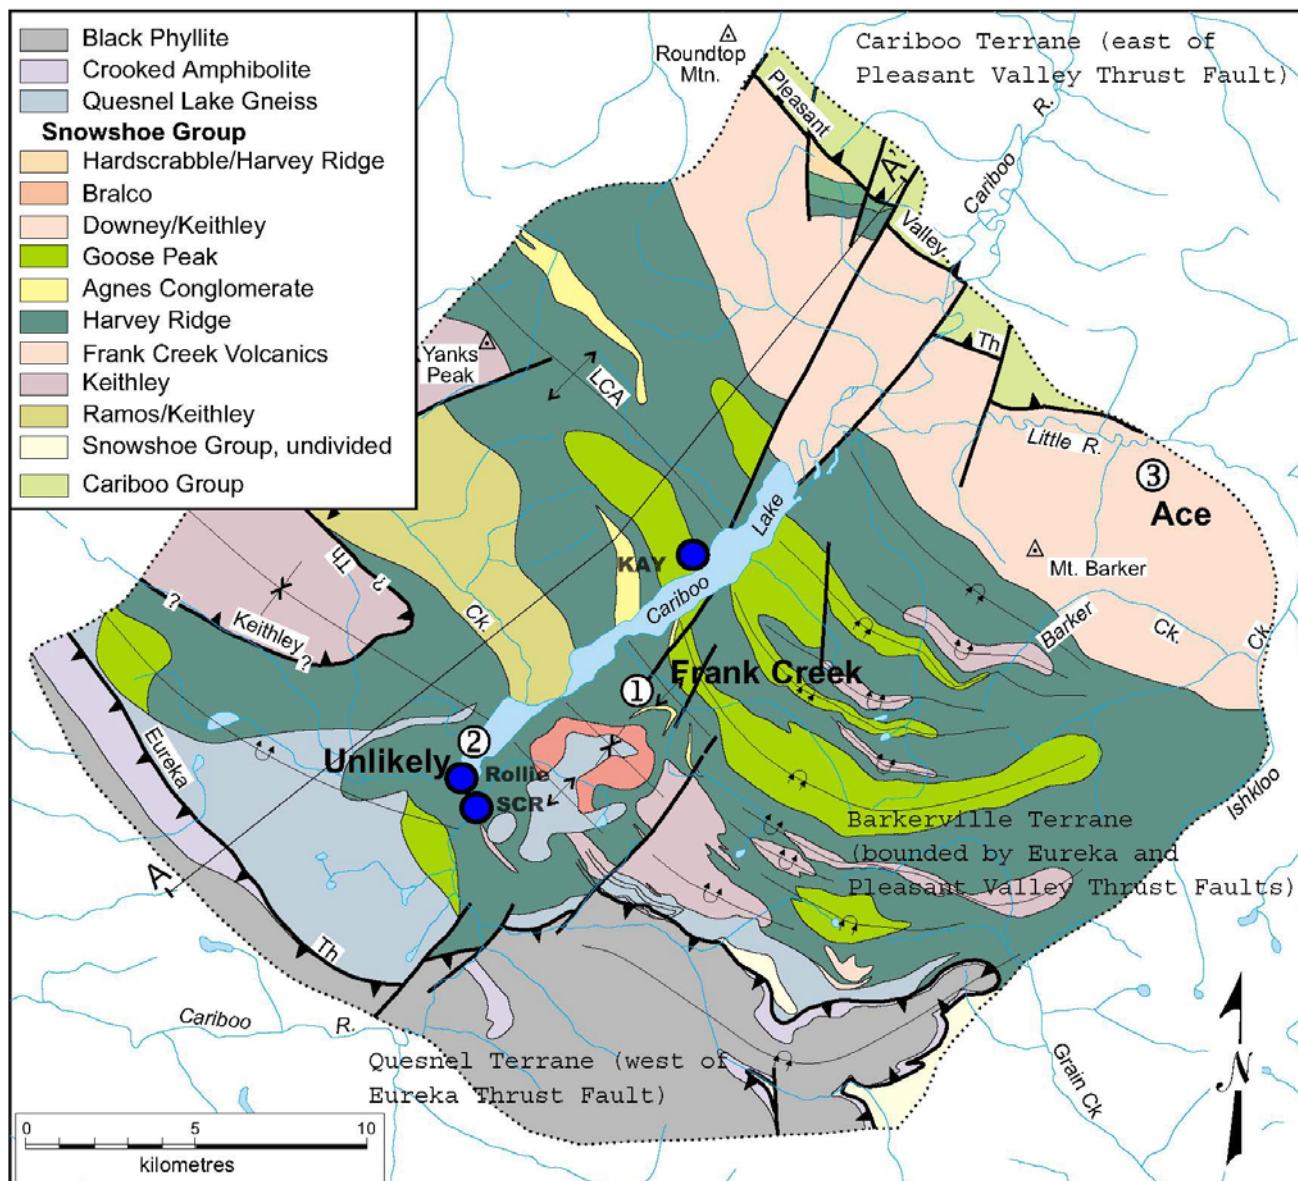 Black Phyllite
Crooked Amphibolite
Quesnel Lake Gneiss
Snowshoe Group
Hardscrabble/Harvey Ridge
Bralco
Downey/Keithley
Goose Peak
Agnes Conglomerate
Harvey Ridge
Frank Creek Volcanics
Keithley
Ramos/Keithley
Snowshoe Group, undivided
Cariboo Group
Roundtop
Mtn.
Cariboo Terrane (east of
Pleasant Valley Thrust Fault)
Pleasant
A'
R.
Cariboo
Valley
Th
Yanks
Peak
LCA
Little R.
3
Ace
Lake
KAY
Cariboo
Mt. Barker
Th
?
?
Ck.
?
Keithley
?
Barker
Ck.
Ck.
Frank Creek
1
Eureka
2
Unlikely
Rollie
SCR
Ishkloo
Barkerville Terrane
(bounded by Eureka and
Pleasant Valley Thrust Faults)
A
Th
Cariboo
R.
Quesnel Terrane (west of
Eureka Thrust Fault)
Grain Ck
N
0 5 10
kilometres